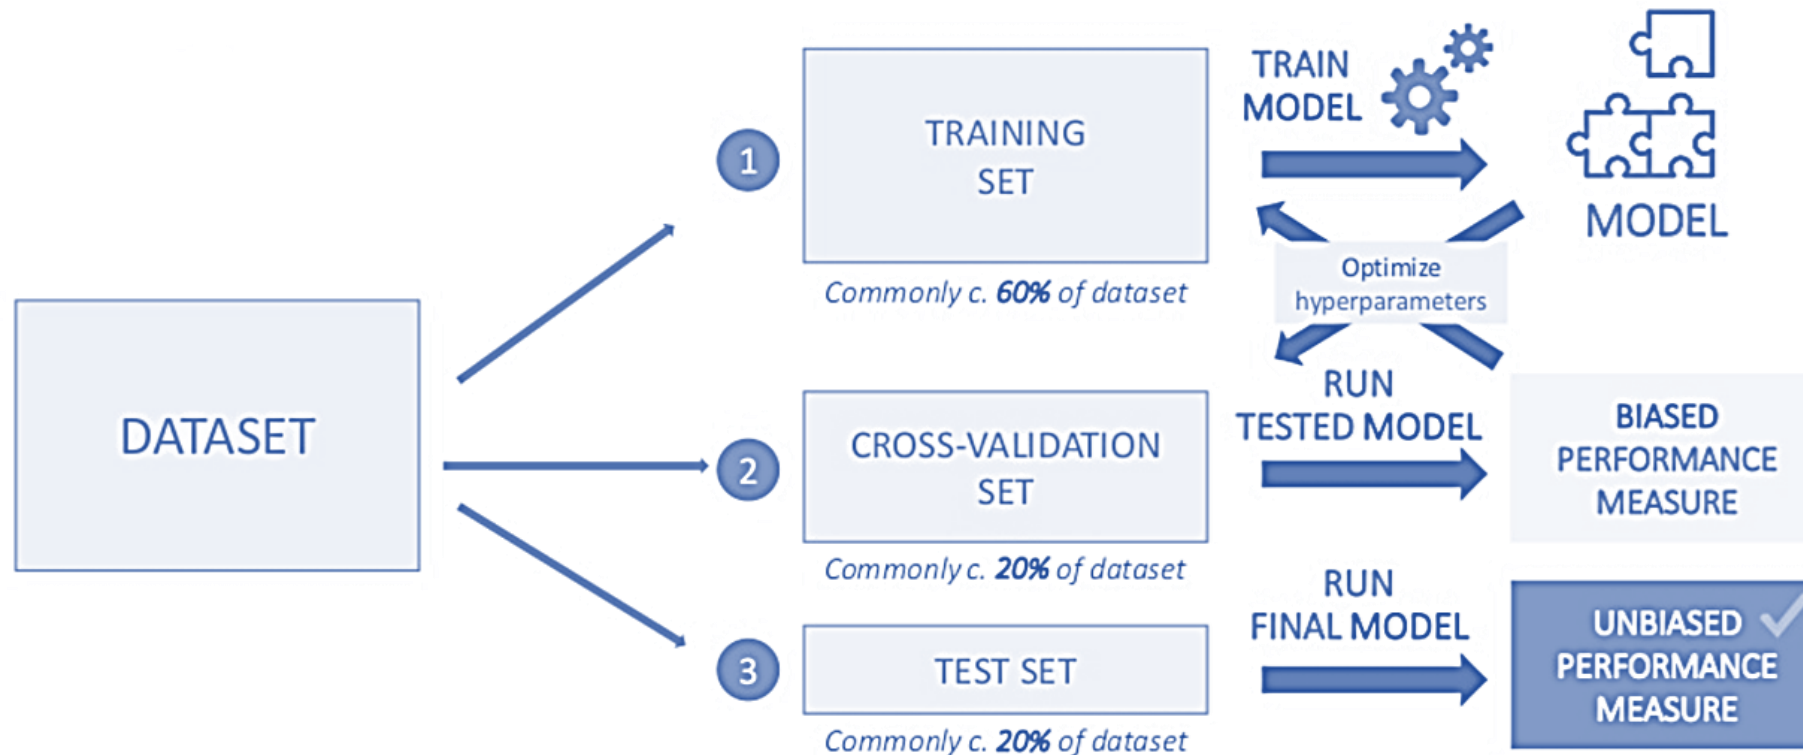 DATASET
1
TRAINING
SET
Commonly c. 60% of dataset
TRAIN
MODEL
MODEL
Optimize
hyperparameters
2
CROSS-VALIDATION
SET
Commonly c. 20% of dataset
RUN
TESTED MODEL
BIASED
PERFORMANCE
MEASURE
3
TEST SET
Commonly c. 20% of dataset
RUN
FINAL MODEL
UNBIASED
PERFORMANCE
MEASURE